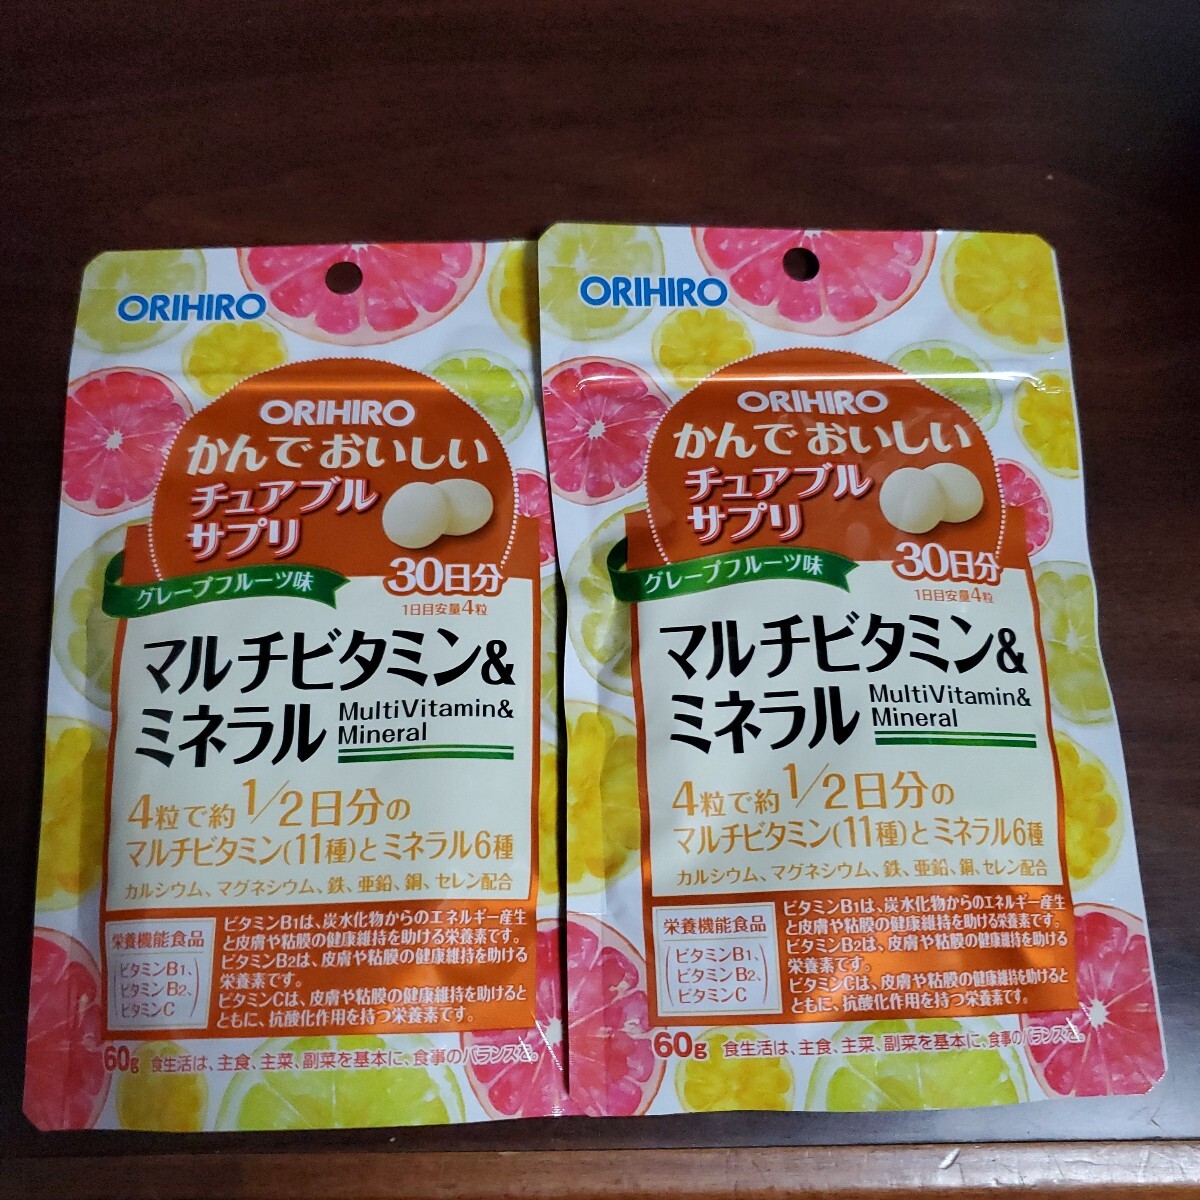 ORIHIRO
ORIHIRO
かんでおいしい
チュアブル
サプリ
グレープフルーツ味
30日分
1日目安量4粒
マルチビタミン&
ミネラル
MultiVitamin&
Mineral
4粒で約1/2日分の
マルチビタミン(11種)とミネラル6種
カルシウム、マグネシウム、鉄、亜鉛、銅、セレン配合
栄養機能食品
ビタミンB1、
ビタミンB2、
ビタミンC
ビタミンB1は、炭水化物からのエネルギー産生
と皮膚や粘膜の健康維持を助ける栄養素です。
ビタミンB2は、皮膚や粘膜の健康維持を助ける
栄養素です。
ビタミンCは、皮膚や粘膜の健康維持を助けると
ともに、抗酸化作用を持つ栄養素です。
60g 食生活は、主食、主菜、副菜を基本に、食事のバランスを。
ORIHIRO
ORIHIRO
かんでおいしい
チュアブル
サプリ
グレープフルーツ味
30日分
1日目安量4粒
マルチビタミン&
ミネラル
MultiVitamin&
Mineral
4粒で約1/2日分の
マルチビタミン(11種)とミネラル6種
カルシウム、マグネシウム、鉄、亜鉛、銅、セレン配合
栄養機能食品
ビタミンB1、
ビタミンB2、
ビタミンC
ビタミンB1は、炭水化物からのエネルギー産生
と皮膚や粘膜の健康維持を助ける栄養素です。
ビタミンB2は、皮膚や粘膜の健康維持を助ける
栄養素です。
ビタミンCは、皮膚や粘膜の健康維持を助けると
ともに、抗酸化作用を持つ栄養素です。
60g 食生活は、主食、主菜、副菜を基本に、食事のバランスを。